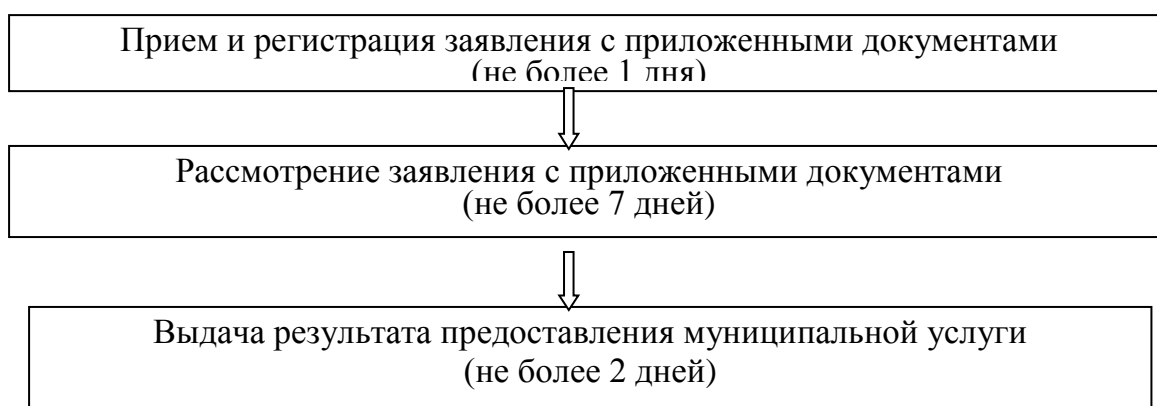 Прием и регистрация заявления с приложенными документами
(не более 1 дня)
Рассмотрение заявления с приложенными документами
(не более 7 дней)
Выдача результата предоставления муниципальной услуги
(не более 2 дней)